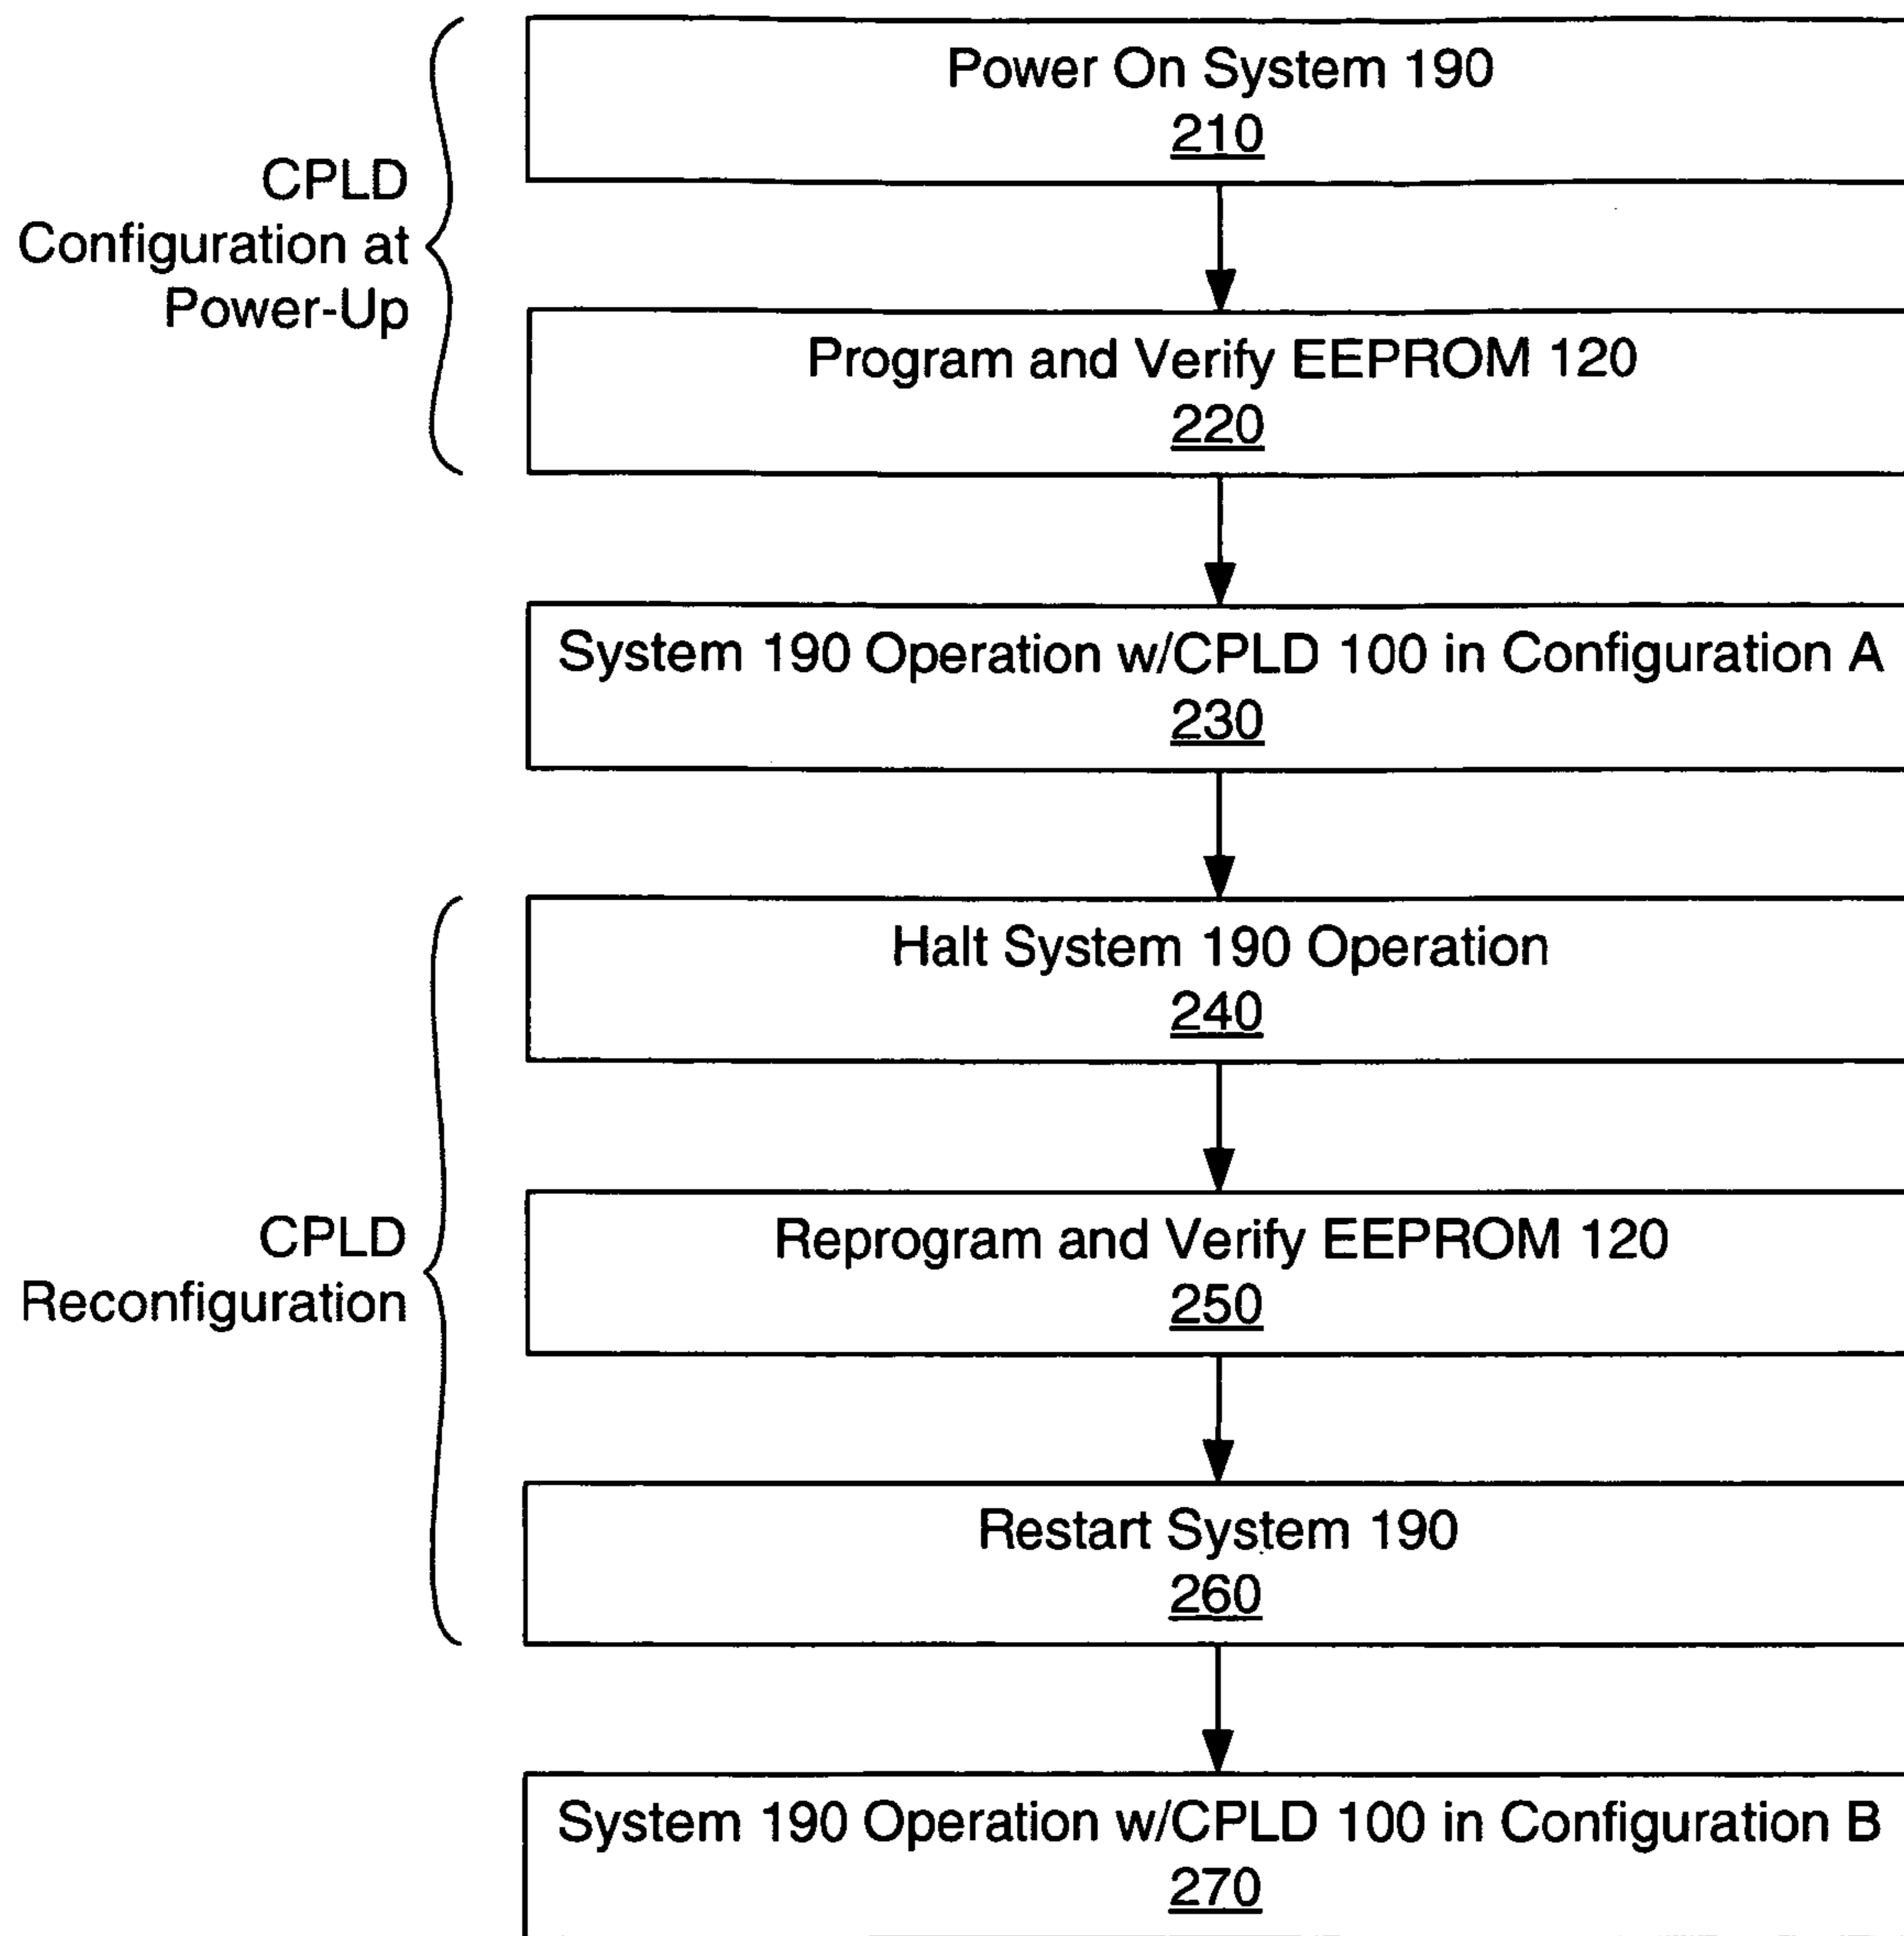 CPLD
Configuration at
Power-Up
Power On System 190
210
Program and Verify EEPROM 120
220
System 190 Operation w/CPLD 100 in Configuration A
230
CPLD
Reconfiguration
Halt System 190 Operation
240
Reprogram and Verify EEPROM 120
250
Restart System 190
260
System 190 Operation w/CPLD 100 in Configuration B
270